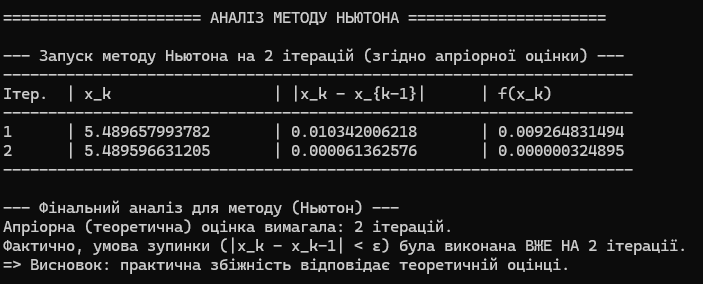 ====================== АНАЛІЗ МЕТОДУ НЬЮТОНА ======================
--- Запуск методу Ньютона на 2 ітерацій (згідно апріорної оцінки) ---
----------------------------------------------------------------------
Ітер.  | x_k                  | |x_k - x_{k-1}|      | f(x_k)
----------------------------------------------------------------------
1      | 5.489657993782       | 0.010342006218       | 0.009264831494
2      | 5.489596631205       | 0.000061362576       | 0.000000324895
----------------------------------------------------------------------
--- Фінальний аналіз для методу (Ньютон) ---
Апріорна (теоретична) оцінка вимагала: 2 ітерацій.
Фактично, умова зупинки (|x_k - x_k-1| < ε) була виконана ВЖЕ НА 2 ітерації.
=> Висновок: практична збіжність відповідає теоретичній оцінці.